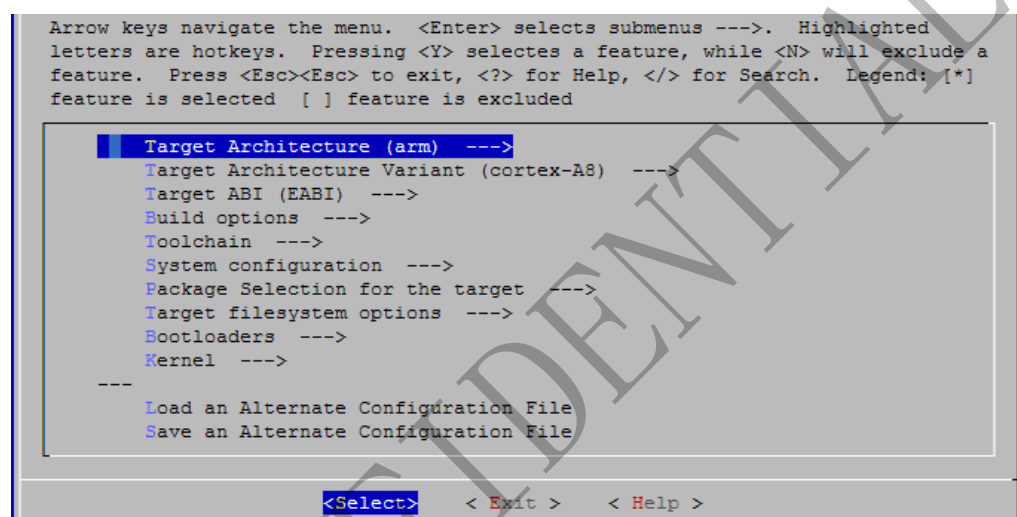 Arrow keys navigate the menu.  <Enter> selects submenus --->.  Highlighted
letters are hotkeys.  Pressing <Y> selectes a feature, while <N> will exclude a
feature.  Press <Esc><Esc> to exit, <?> for Help, </> for Search.  Legend: [*]
feature is selected  [ ] feature is excluded
Target Architecture (arm)  --->
Target Architecture Variant (cortex-A8)  --->
Target ABI (EABI)  --->
Build options  --->
Toolchain  --->
System configuration  --->
Package Selection for the target  --->
Target filesystem options  --->
Bootloaders  --->
Kernel  --->
---
Load an Alternate Configuration File
Save an Alternate Configuration File
<Select>    < Exit >    < Help >
IDENTIAL